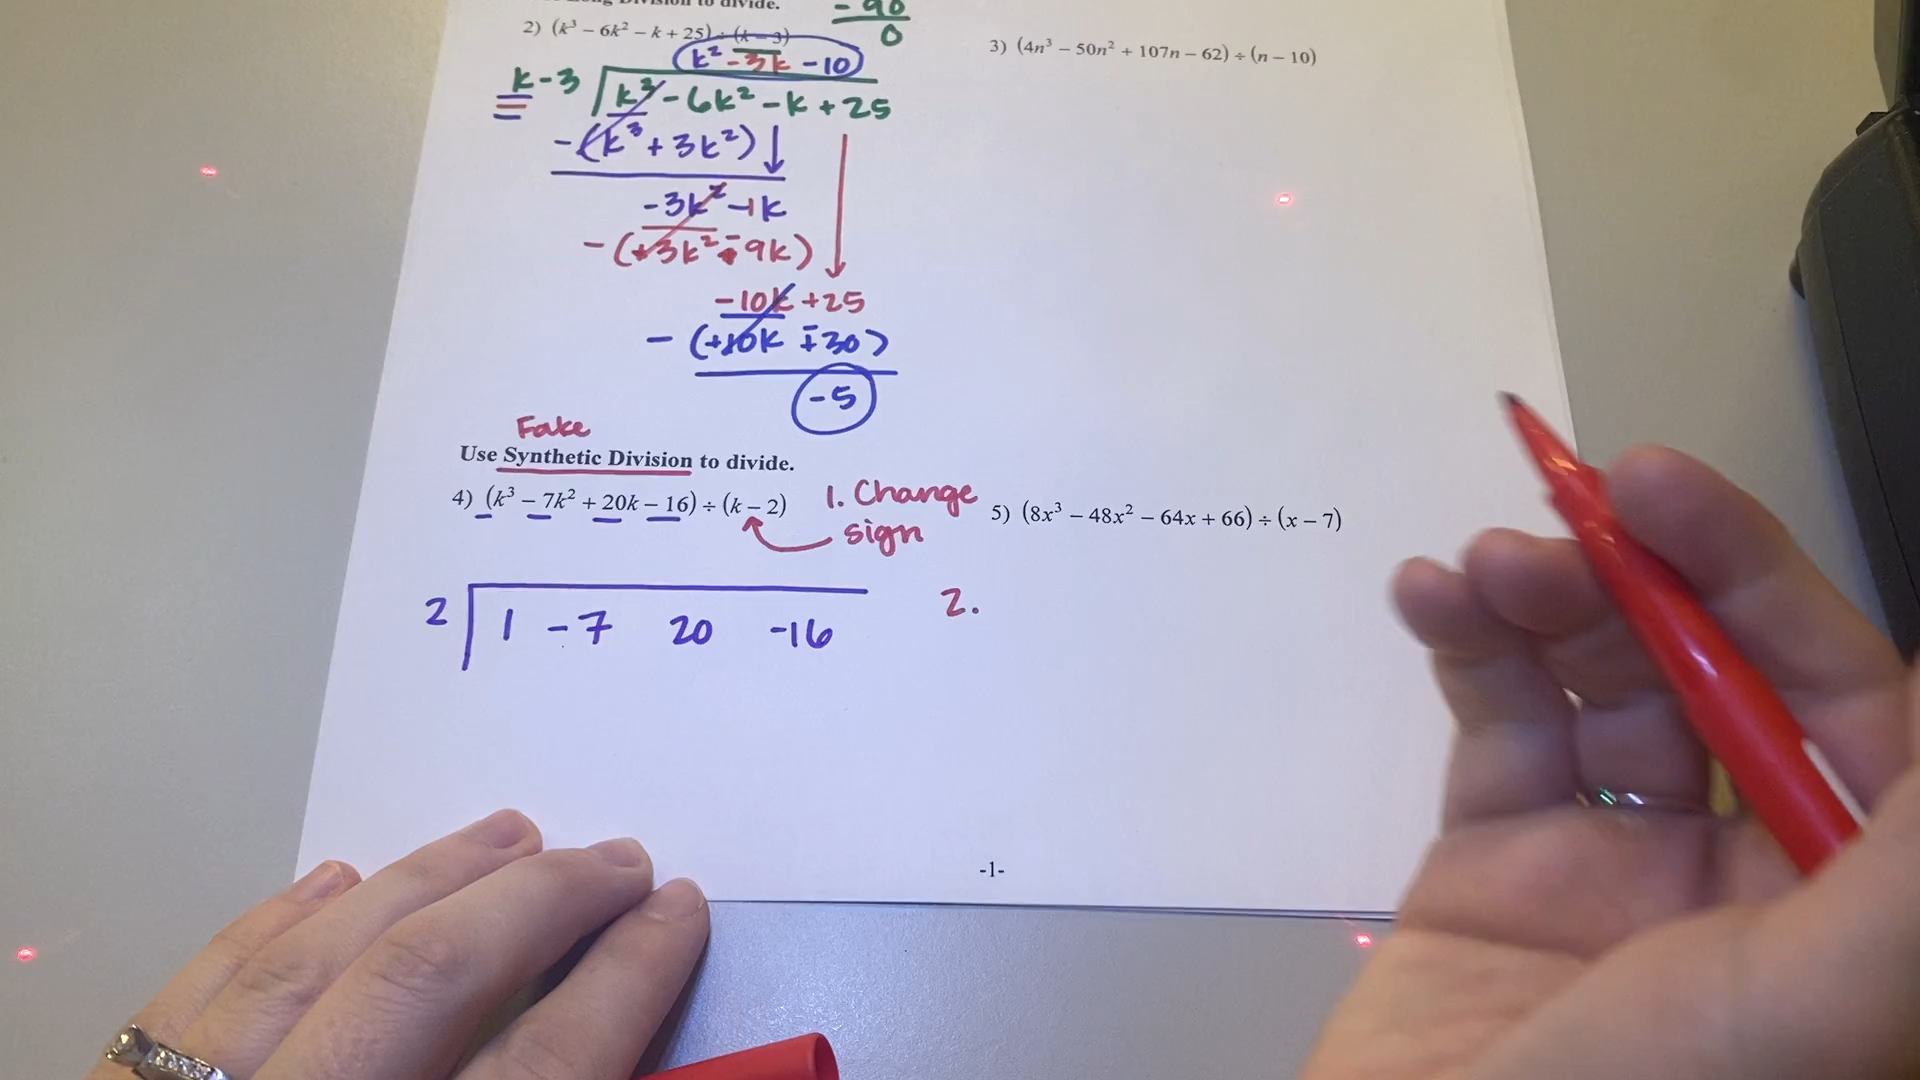 to divide.
- 90
0
2) (k³ − 6k² − k + 25) ÷ (k − 3)
k² -3k -10
k-3 k³ - 6k² - k + 25
-(k³ + 3k²)
-3k² -1k
-(+3k² - 9k)
-10k +25
- (+10k -30)
-5
3) (4n³ − 50n² + 107n − 62) ÷ (n − 10)
Fake
Use Synthetic Division to divide.
4) (k³ − 7k² + 20k − 16) ÷ (k − 2)
1. Change
sign
2 1 -7 20 -16
2.
5) (8x³ − 48x² − 64x + 66) ÷ (x − 7)
-1-